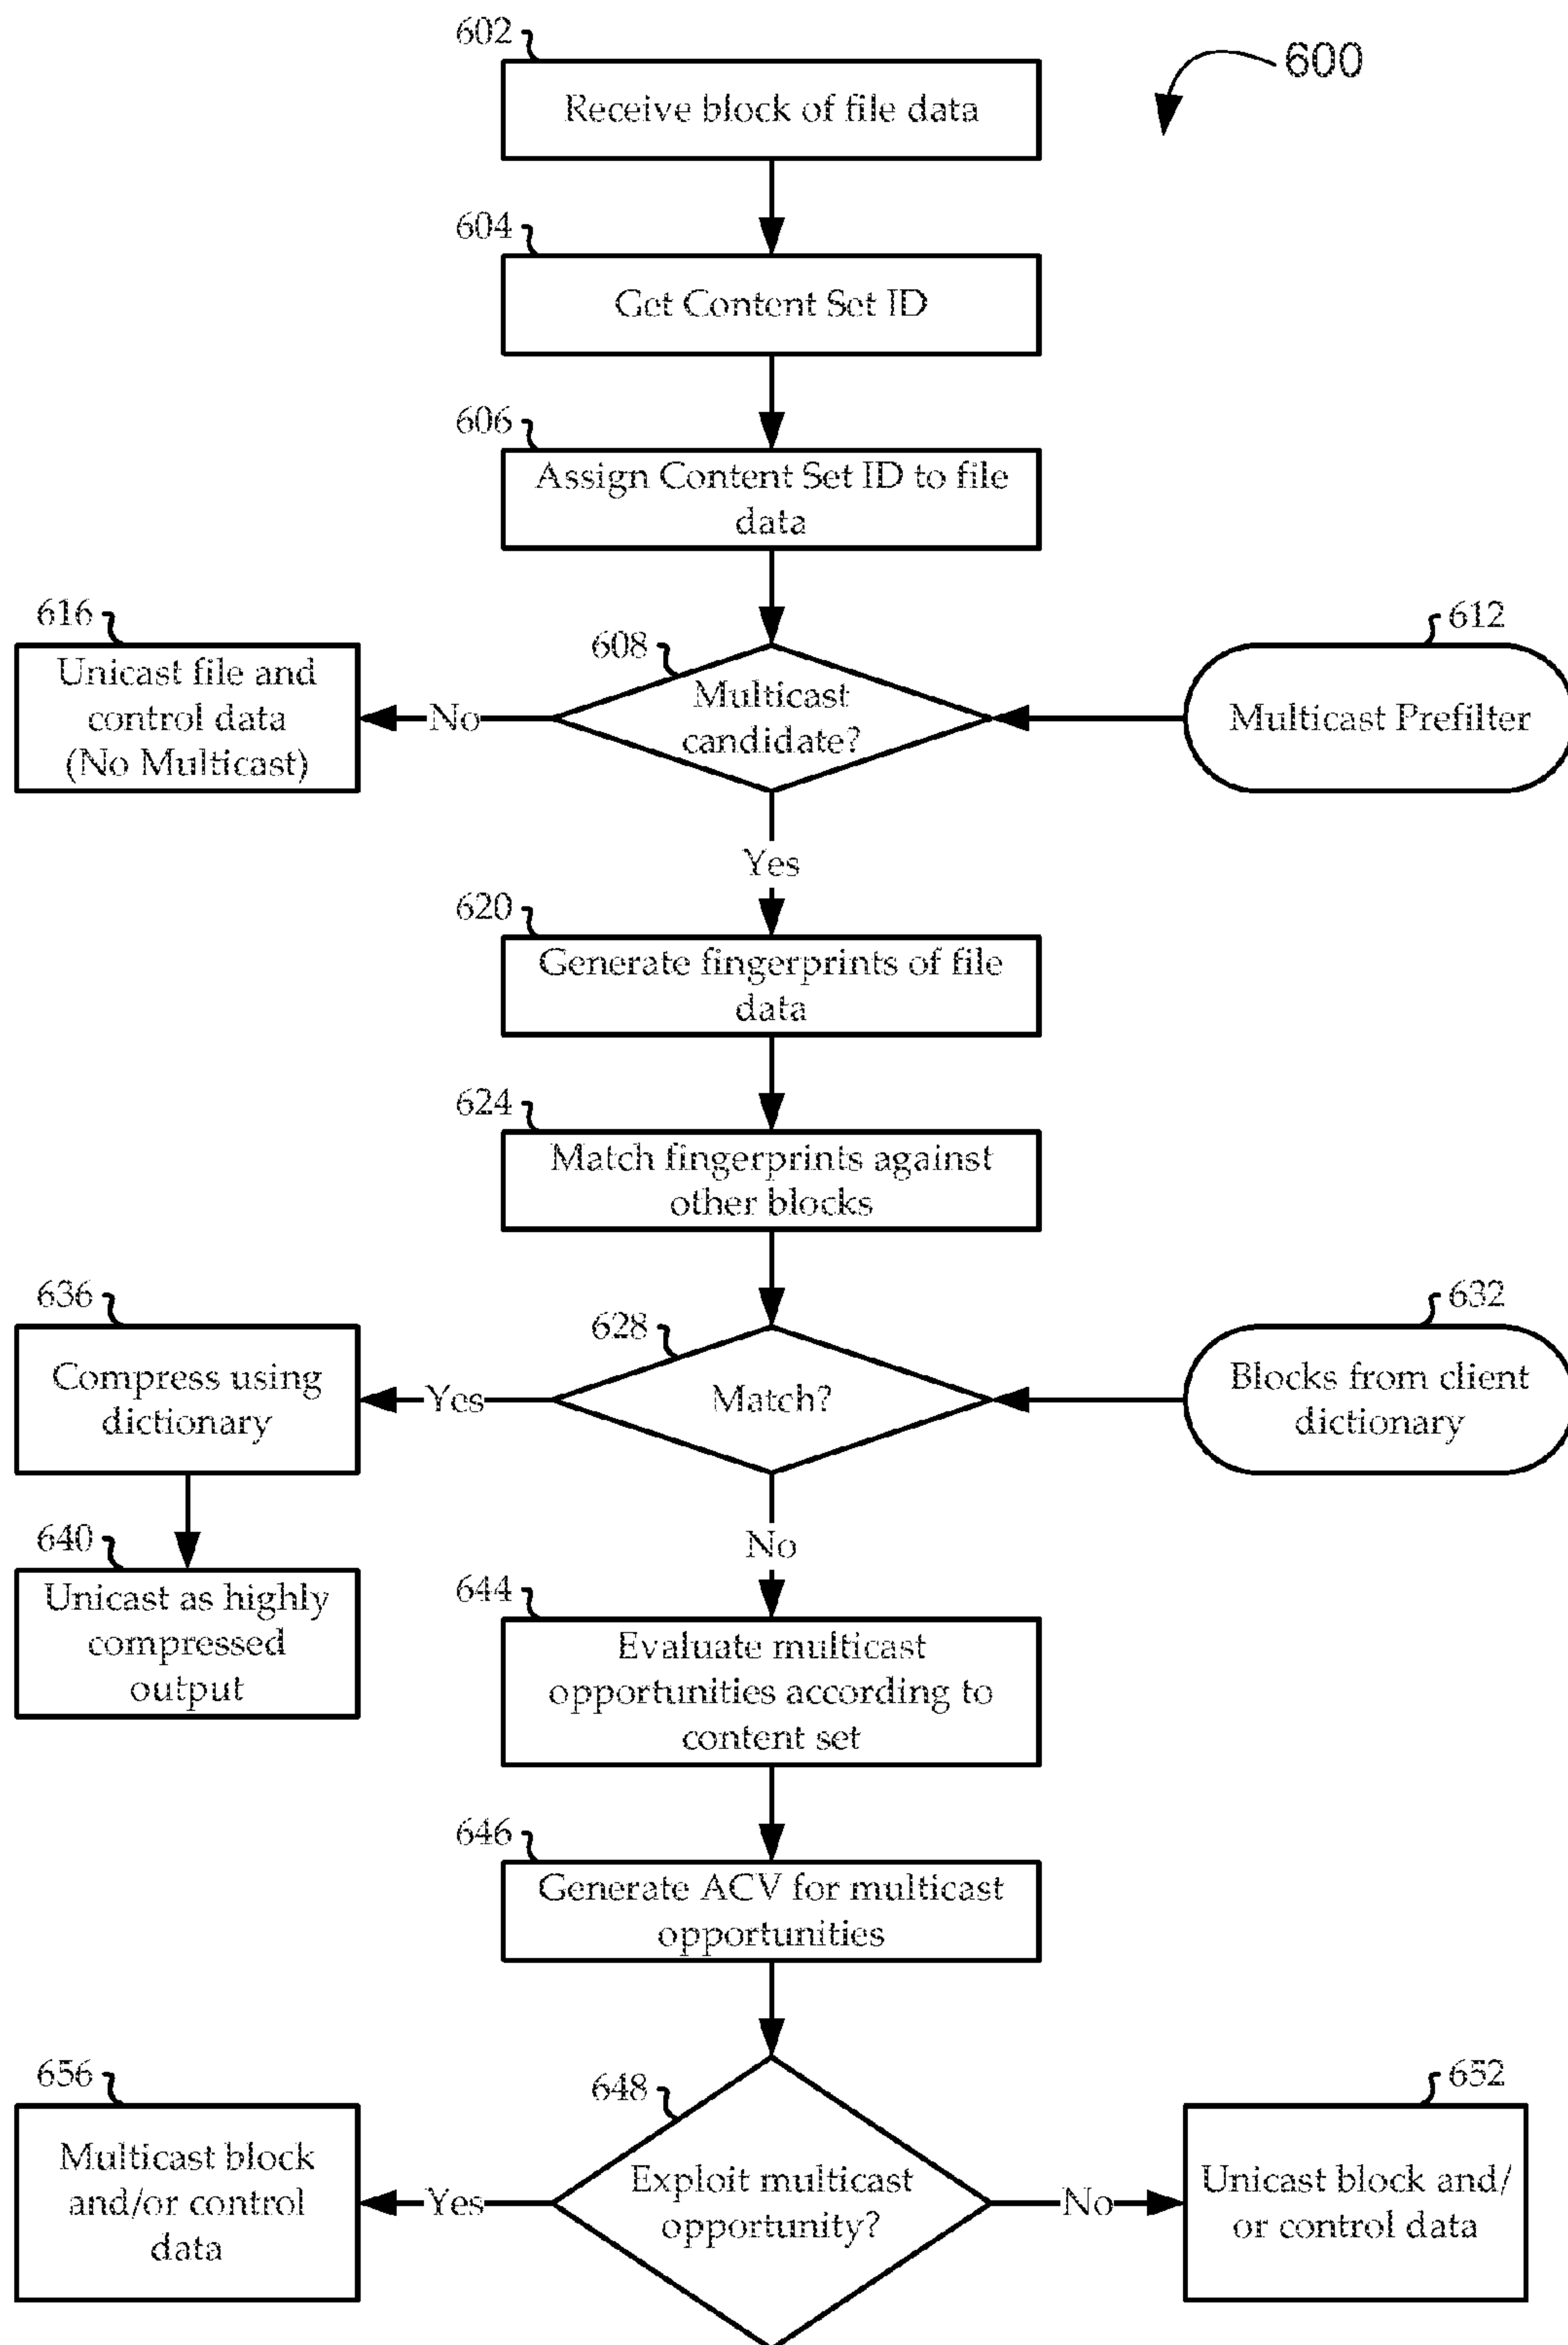 602
600
Receive block of file data
604
Get Content Set ID
606
Assign Content Set ID to file
data
616
Unicast file and
control data
(No Multicast)
No
608
Multicast
candidate?
612
Multicast Prefilter
Yes
620
Generate fingerprints of file
data
624
Match fingerprints against
other blocks
636
Compress using
dictionary
Yes
628
Match?
632
Blocks from client
dictionary
No
640
Unicast as highly
compressed
output
644
Evaluate multicast
opportunities according to
content set
646
Generate ACV for multicast
opportunities
656
Multicast block
and/or control
data
Yes
648
Exploit multicast
opportunity?
No
652
Unicast block and/
or control data